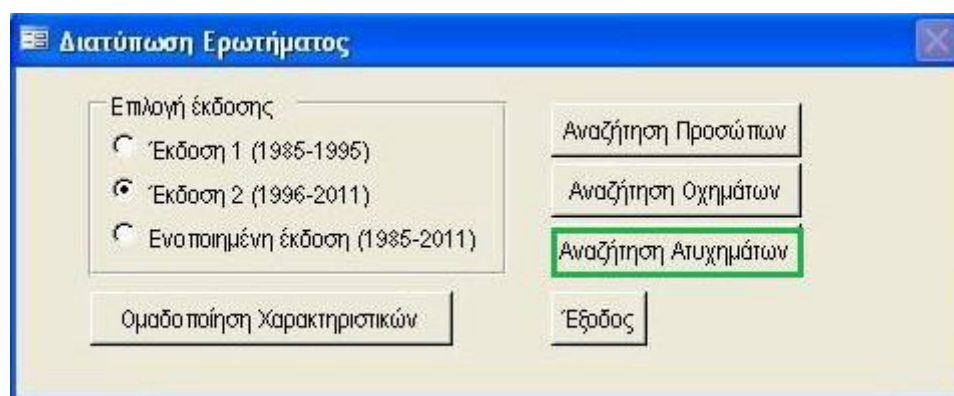 Διατύπωση Ερωτήματος
Επιλογή έκδοσης
Έκδοση 1 (1985-1995)
Έκδοση 2 (1996-2011)
Ενοποιημένη έκδοση (1985-2011)
Ομαδοποίηση Χαρακτηριστικών
Αναζήτηση Προσώπων
Αναζήτηση Οχημάτων
Αναζήτηση Ατυχημάτων
Έξοδος